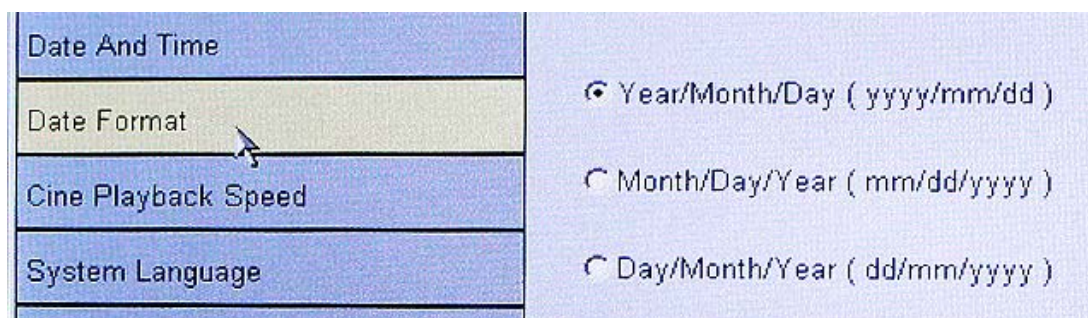 Date And Time
Date Format
Cine Playback Speed
System Language
Year/Month/Day ( yyyy/mm/dd )
Month/Day/Year ( mm/dd/yyyy )
Day/Month/Year ( dd/mm/yyyy )